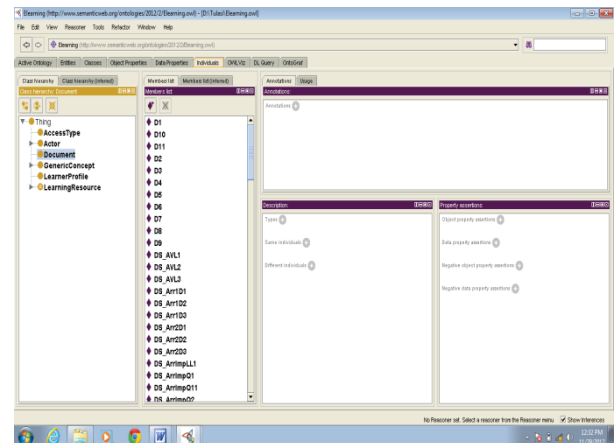 Elearning (http://www.semanticweb.org/ontologies/2012/2/Elearning.owl) - [D:\Tulasi\Elearning.owl]
File Edit View Reasoner Tools Refactor Window Help
Elearning (http://www.semanticweb.org/ontologies/2012/2/Elearning.owl)
Active Ontology Entities Classes Object Properties Data Properties Individuals OWLViz DL Query OntoGraf
Class hierarchy Class hierarchy (inferred) Members list Members list (inferred) Annotations Usage
Class hierarchy: Document Members list: Annotations:
Annotations
Thing
AccessType
Actor
Document
GenericConcept
LearnerProfile
LearningResource
D1
D10
D11
D2
D3
D4
D5
D6
D7
D8
D9
DS_AVL1
DS_AVL2
DS_AVL3
DS_Arr1D1
DS_Arr1D2
DS_Arr1D3
DS_Arr2D1
DS_Arr2D2
DS_Arr2D3
DS_ArrImpLL1
DS_ArrImpQ1
DS_ArrImpQ11
DS_ArrImpQ2
Description: Property assertions:
Types
Same individuals
Different individuals
Object property assertions
Data property assertions
Negative object property assertions
Negative data property assertions
No Reasoner set. Select a reasoner from the Reasoner menu Show Inferences
12:12 PM